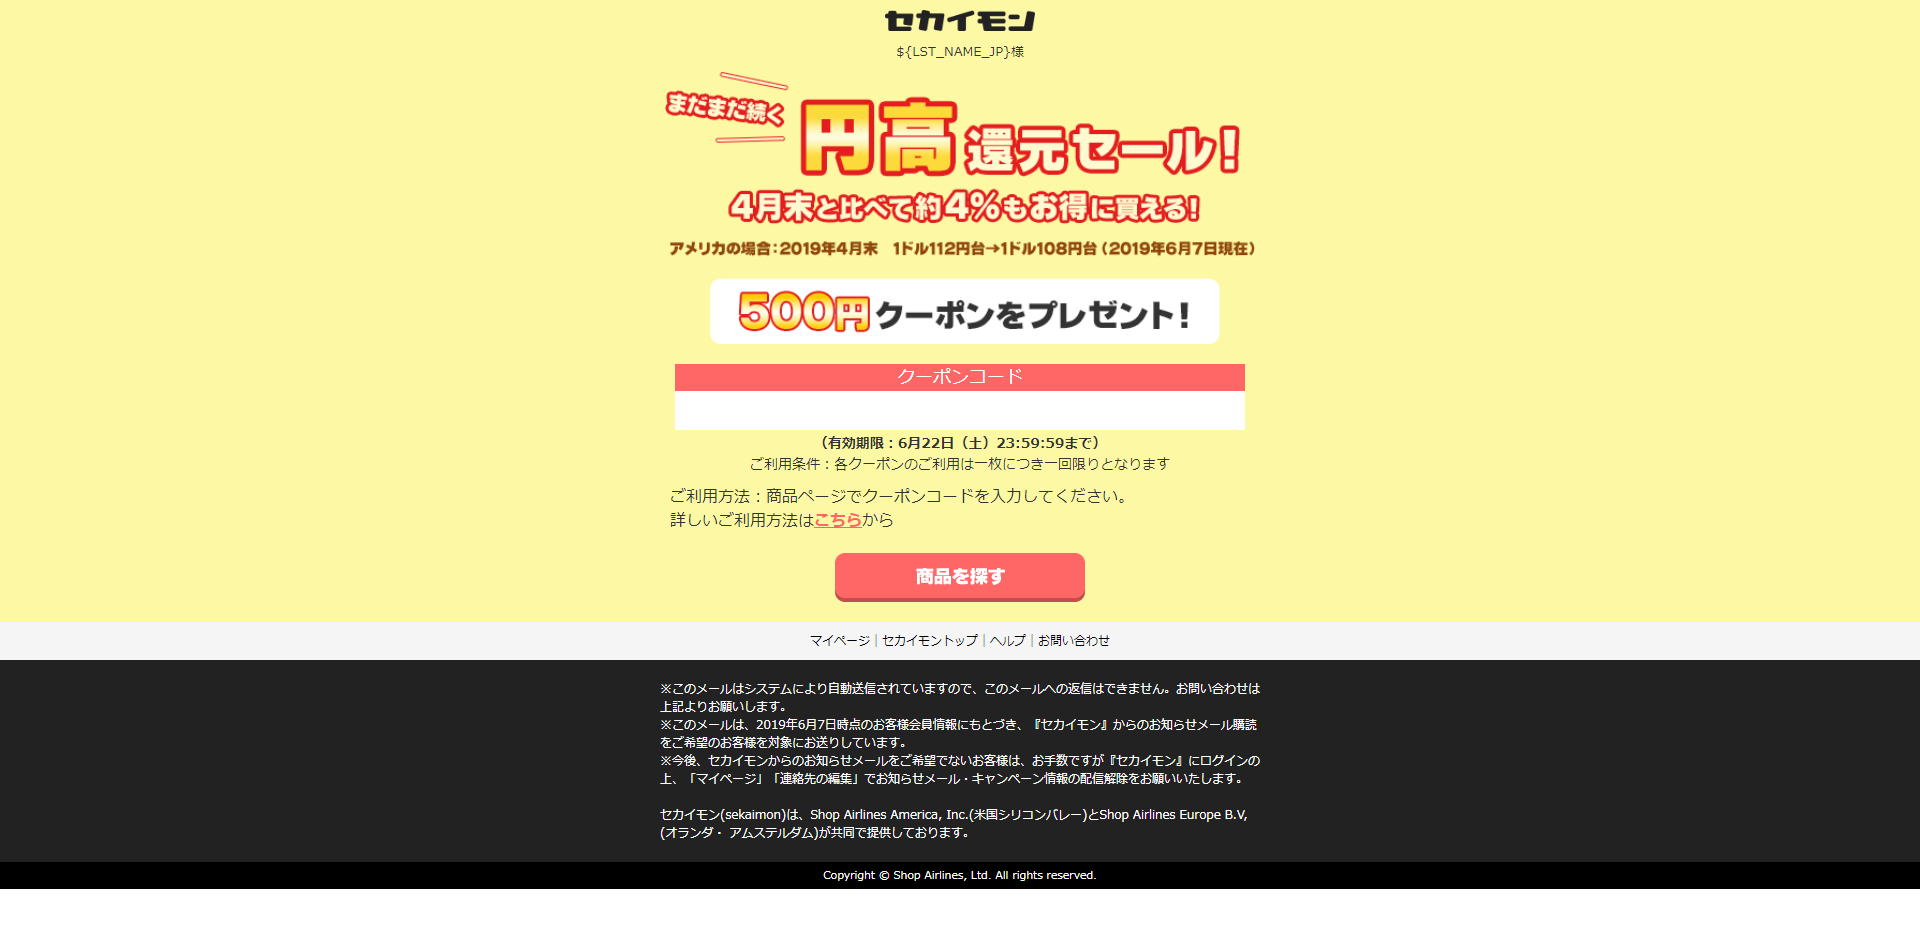 セカイモン
${LST_NAME_JP}様
まだまだ続く
円高還元セール!
4月末と比べて約4%もお得に買える!
アメリカの場合:2019年4月末 1ドル112円台→1ドル108円台(2019年6月7日現在)
500円クーポンをプレゼント!
クーポンコード
（有効期限：6月22日（土）23:59:59まで）
ご利用条件：各クーポンのご利用は一枚につき一回限りとなります
ご利用方法：商品ページでクーポンコードを入力してください。
詳しいご利用方法はこちらから
商品を探す
マイページ｜セカイモントップ｜ヘルプ｜お問い合わせ
※このメールはシステムにより自動送信されていますので、このメールへの返信はできません。お問い合わせは
上記よりお願いします。
※このメールは、2019年6月7日時点のお客様会員情報にもとづき、『セカイモン』からのお知らせメール購読
をご希望のお客様を対象にお送りしています。
※今後、セカイモンからのお知らせメールをご希望でないお客様は、お手数ですが『セカイモン』にログインの
上、「マイページ」「連絡先の編集」でお知らせメール・キャンペーン情報の配信解除をお願いいたします。
セカイモン(sekaimon)は、Shop Airlines America, Inc.(米国シリコンバレー)とShop Airlines Europe B.V,
(オランダ・ アムステルダム)が共同で提供しております。
Copyright © Shop Airlines, Ltd. All rights reserved.